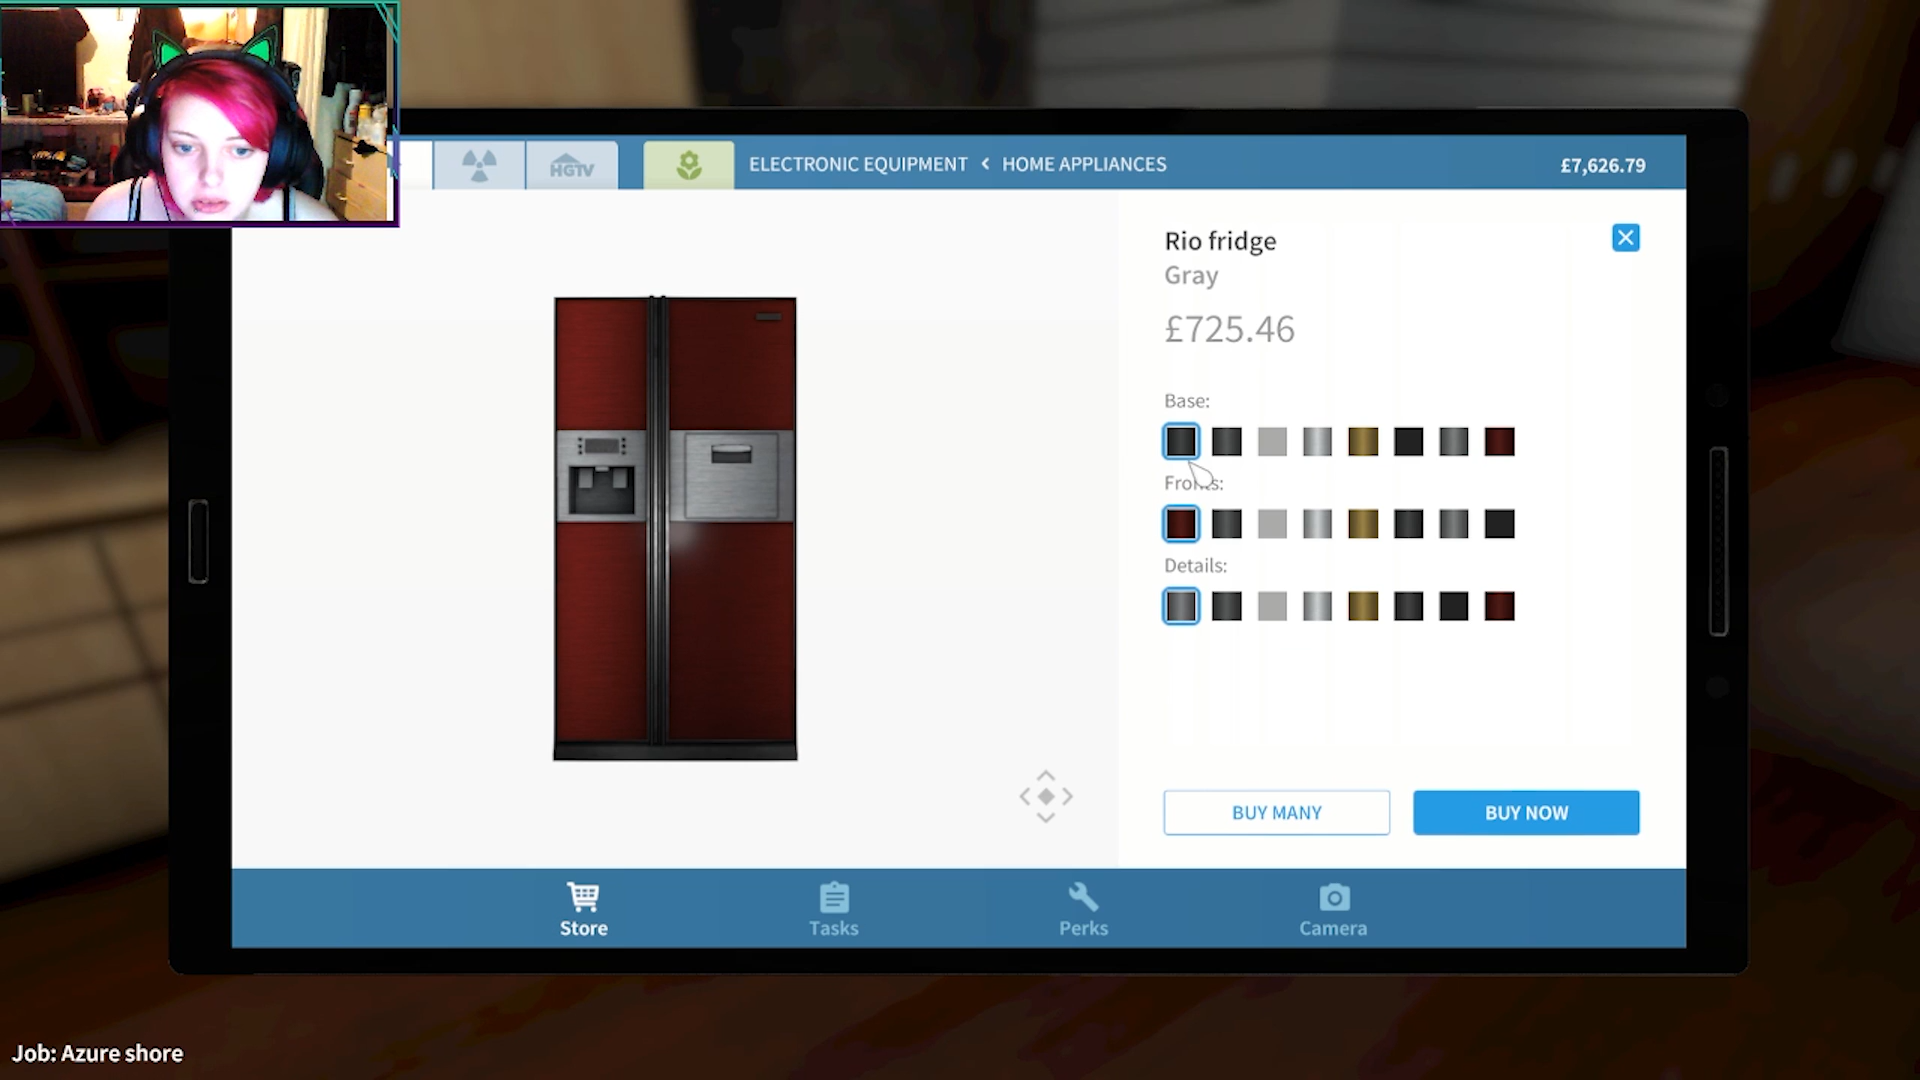 HGTV
ELECTRONIC EQUIPMENT < HOME APPLIANCES
£7,626.79
Rio fridge
Gray
£725.46
Base:
Fronts:
Details:
BUY MANY
BUY NOW
Store
Tasks
Perks
Camera
Job: Azure shore